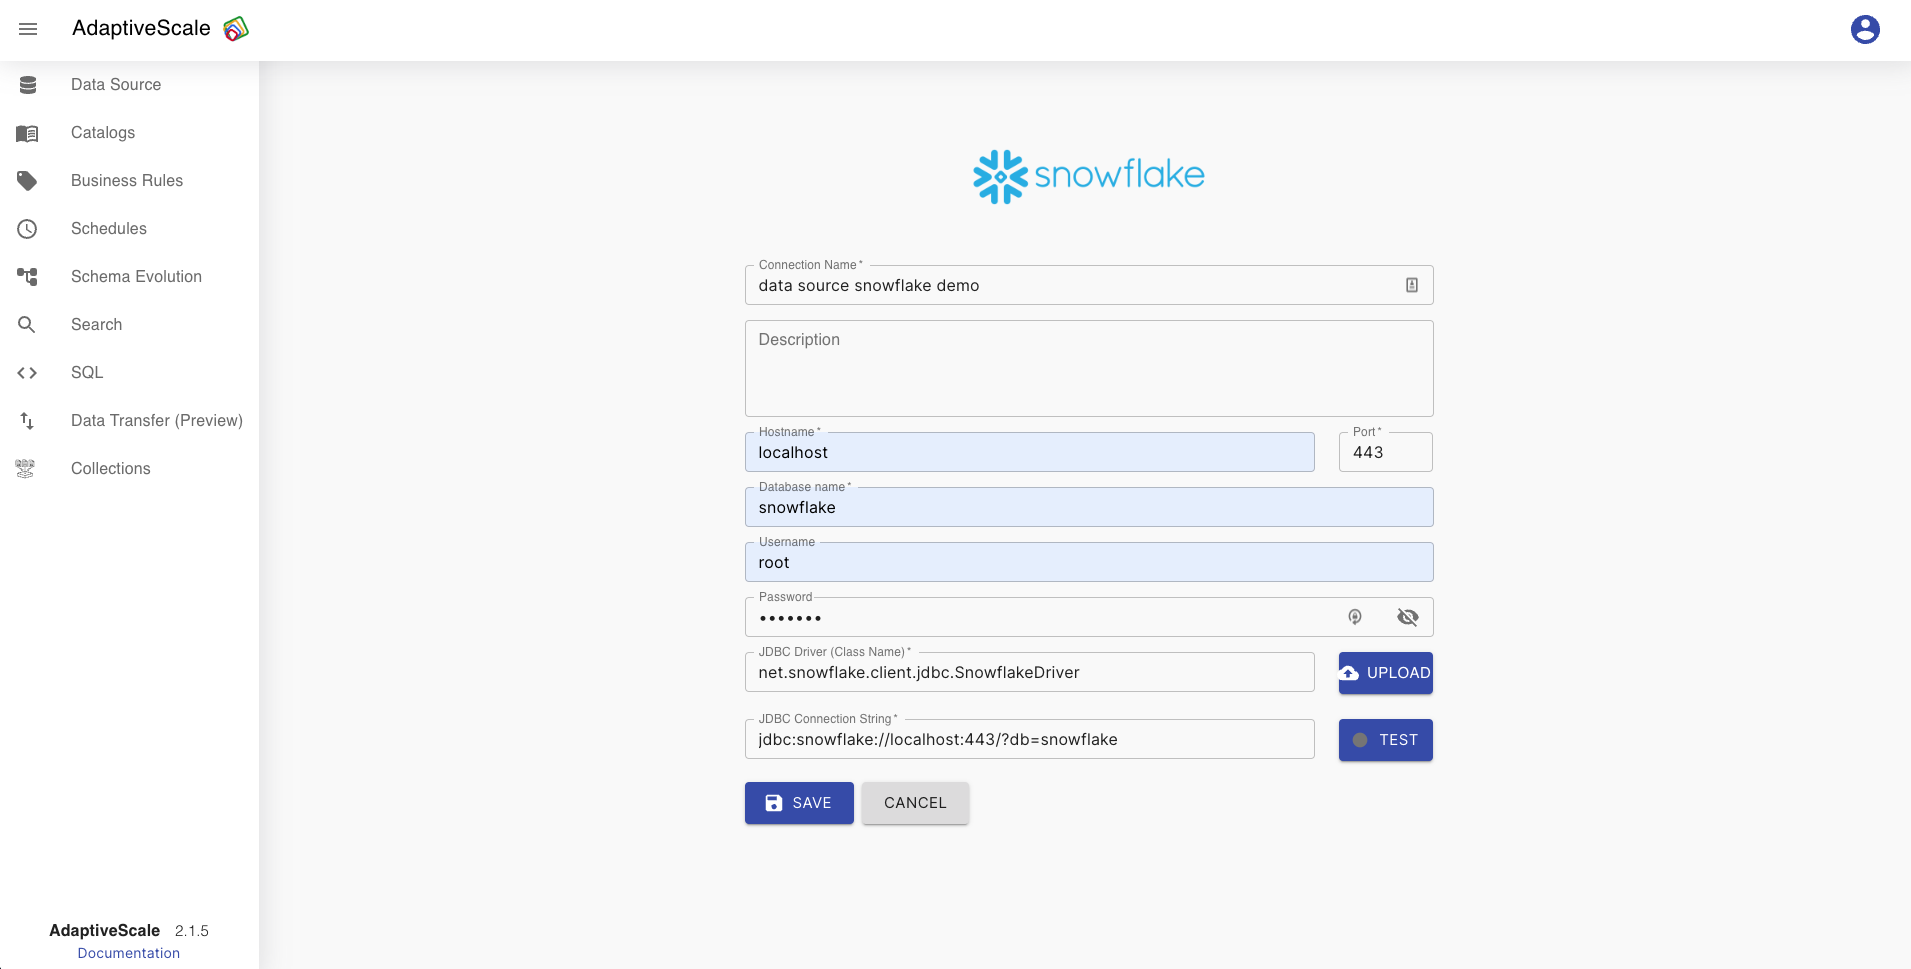 AdaptiveScale
Data Source
Catalogs
Business Rules
Schedules
Schema Evolution
Search
SQL
Data Transfer (Preview)
Collections
AdaptiveScale 2.1.5
Documentation
snowflake
Connection Name *
data source snowflake demo
Description
Hostname * Port *
localhost 443
Database name *
snowflake
Username
root
Password
•••••••
JDBC Driver (Class Name) *
net.snowflake.client.jdbc.SnowflakeDriver UPLOAD
JDBC Connection String *
jdbc:snowflake://localhost:443/?db=snowflake TEST
SAVE CANCEL